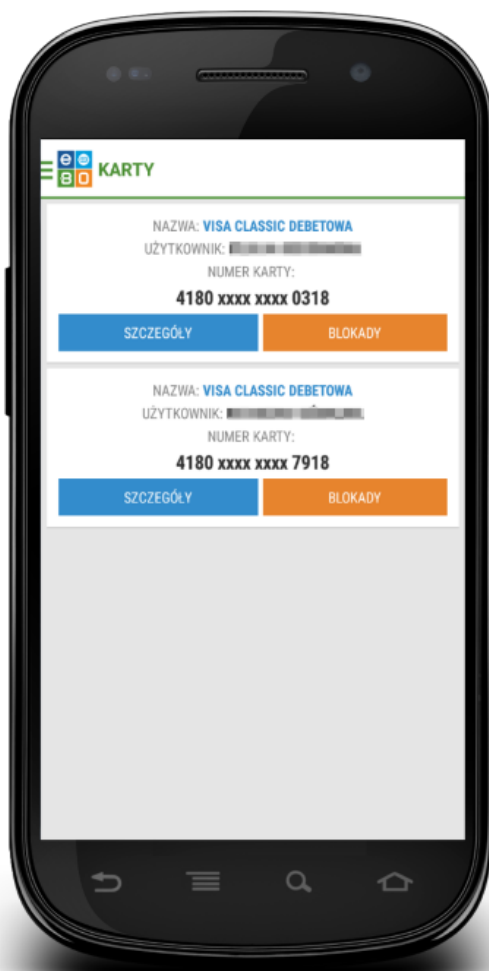 e e
B O
KARTY
NAZWA: VISA CLASSIC DEBETOWA
UŻYTKOWNIK:
NUMER KARTY:
4180 xxxx xxxx 0318
SZCZEGÓŁY BLOKADY
NAZWA: VISA CLASSIC DEBETOWA
UŻYTKOWNIK:
NUMER KARTY:
4180 xxxx xxxx 7918
SZCZEGÓŁY BLOKADY